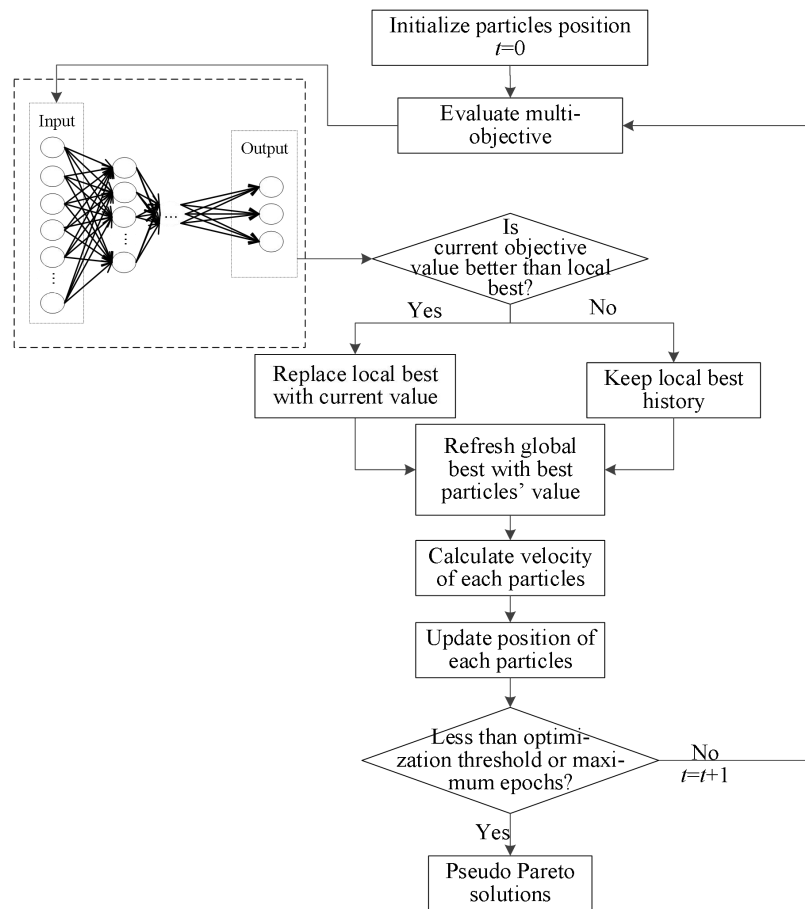 Initialize particles position
t=0
Evaluate multi-
objective
Input
Output
...
...
...
Is
current objective
value better than local
best?
Yes
No
Replace local best
with current value
Keep local best
history
Refresh global
best with best
particles’ value
Calculate velocity
of each particles
Update position of
each particles
Less than optimi-
zation threshold or maxi-
mum epochs?
No
t=t+1
Yes
Pseudo Pareto
solutions